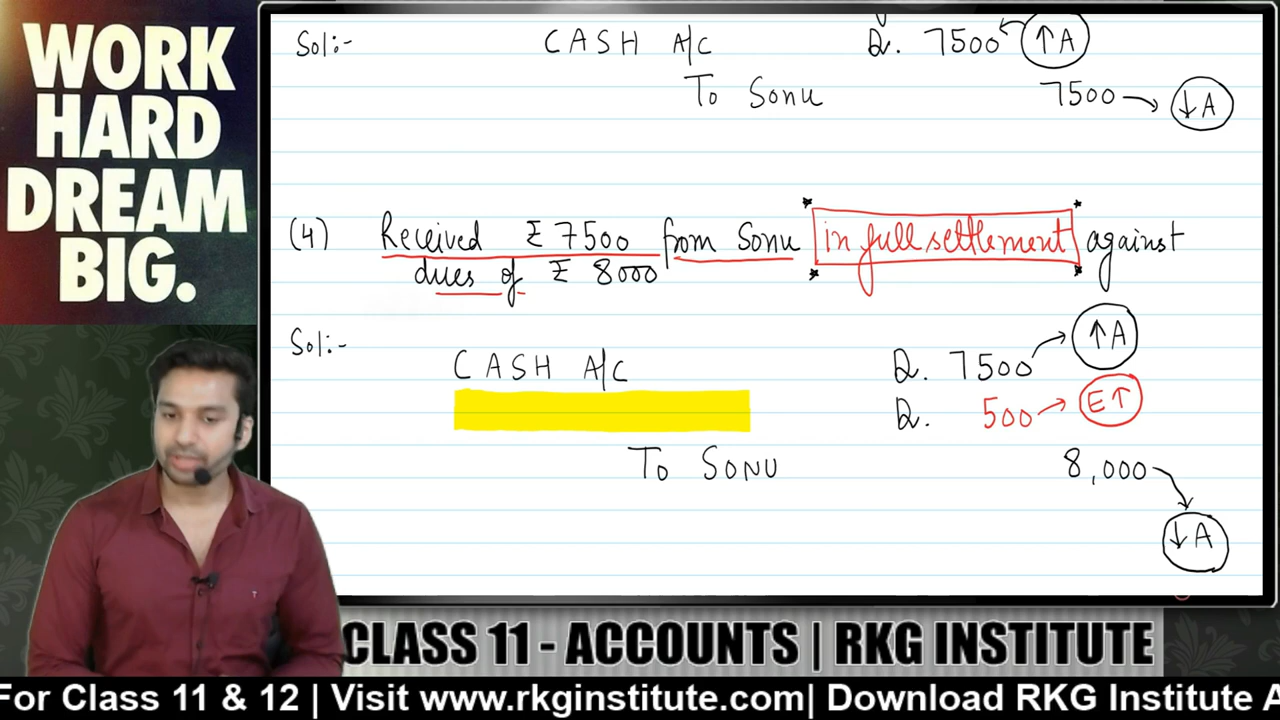 WORK
HARD
DREAM
BIG.
Sol:-
CASH A/C Dr. 7500 ↑A
To Sonu 7500 → ↓A
(4) Received ₹ 7500 from Sonu in full settlement against
dues of ₹ 8000
Sol:-
CASH A/C Dr. 7500 → ↑A
Dr. 500 → E↑
To SONU 8,000 ↓A
CLASS 11 - ACCOUNTS | RKG INSTITUTE
For Class 11 & 12 | Visit www.rkginstitute.com| Download RKG Institute A